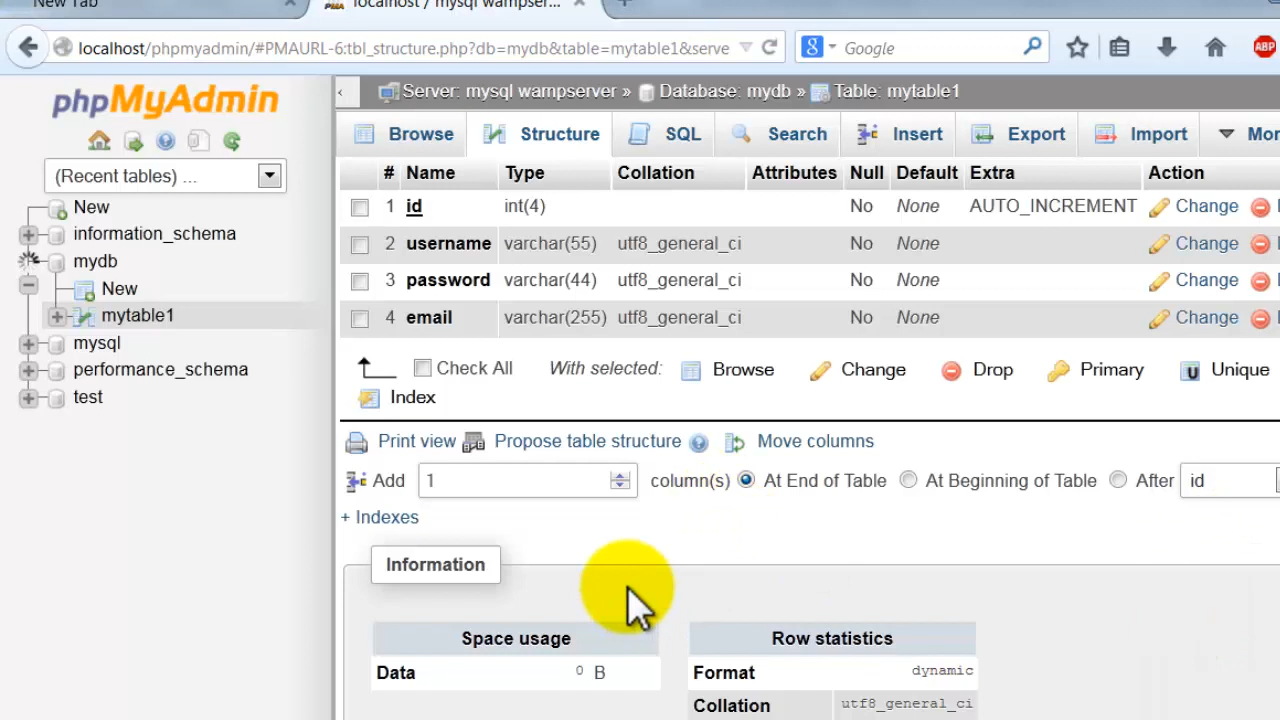 New Tab
localhost / mysql wampser...
localhost/phpmyadmin/#PMAURL-6:tbl_structure.php?db=mydb&table=mytable1&serve
8 Google
ABP
phpMyAdmin
(Recent tables) ...
New
information_schema
mydb
New
mytable1
mysql
performance_schema
test
Server: mysql wampserver » Database: mydb » Table: mytable1
Browse Structure SQL Search Insert Export Import Mor
# Name Type Collation Attributes Null Default Extra Action
1 id int(4) No None AUTO_INCREMENT Change
2 username varchar(55) utf8_general_ci No None Change
3 password varchar(44) utf8_general_ci No None Change
4 email varchar(255) utf8_general_ci No None Change
Check All With selected: Browse Change Drop Primary U Unique
Index
Print view Propose table structure Move columns
Add 1 column(s) At End of Table At Beginning of Table After id
+ Indexes
Information
Space usage
Data 0 B
Row statistics
Format dynamic
Collation utf8_general_ci